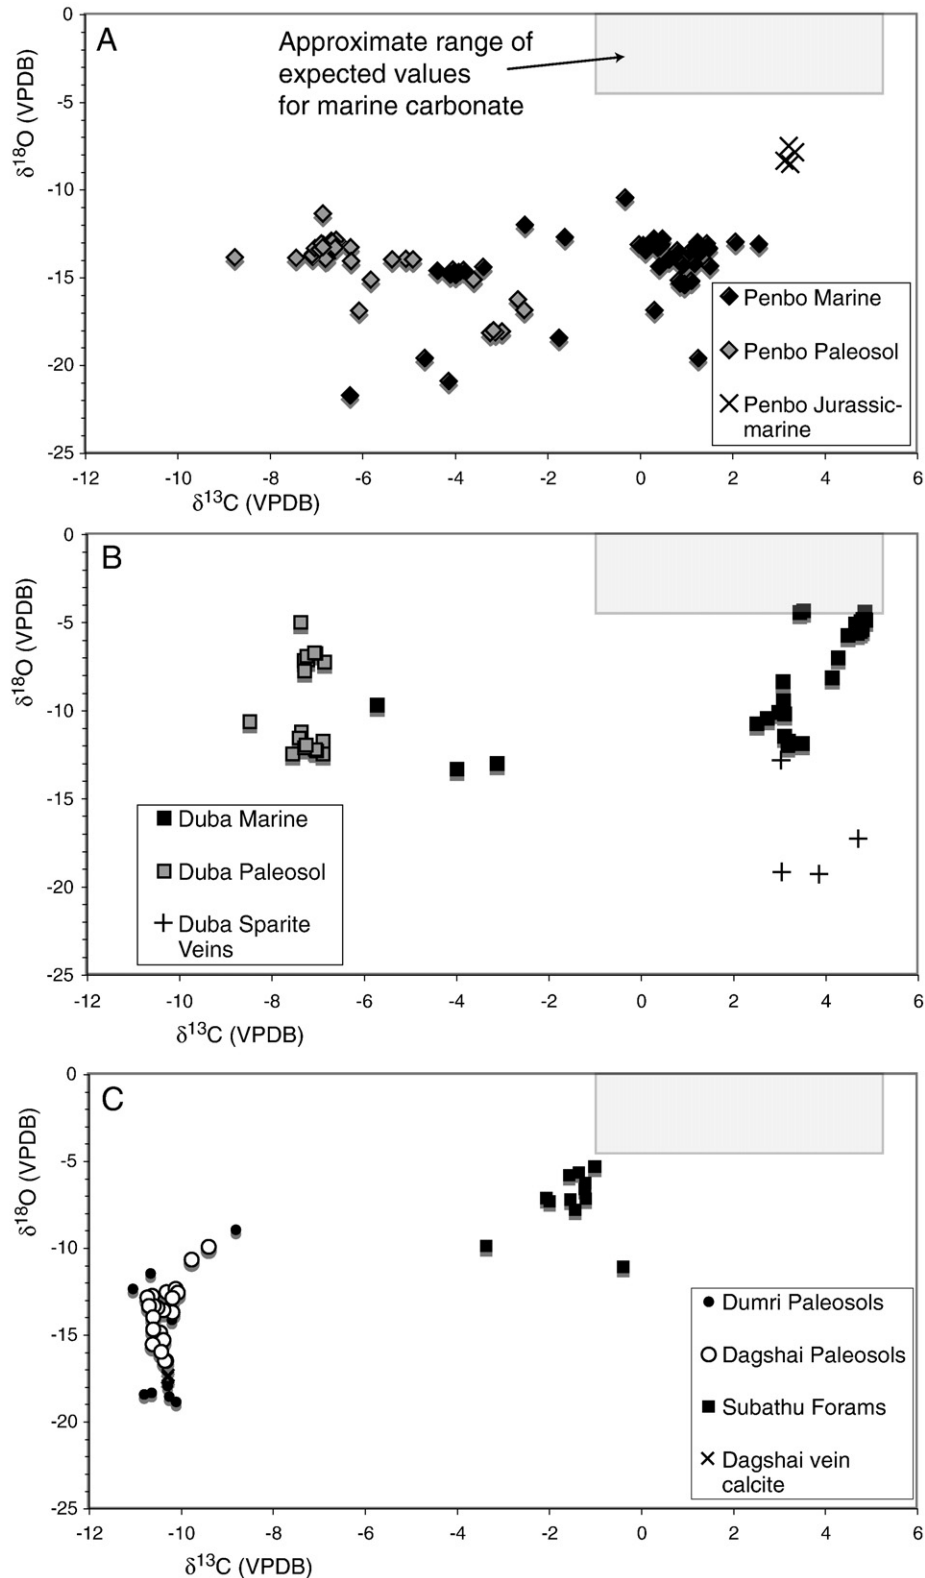 A
Approximate range of
expected values
for marine carbonate
δ18O (VPDB)
0
-5
-10
-15
-20
-25
Penbo Marine
Penbo Paleosol
Penbo Jurassic-
marine
-12 -10 -8 -6 -4 -2 0 2 4 6
δ13C (VPDB)
B
δ18O (VPDB)
0
-5
-10
-15
-20
-25
Duba Marine
Duba Paleosol
Duba Sparite
Veins
-12 -10 -8 -6 -4 -2 0 2 4 6
δ13C (VPDB)
C
δ18O (VPDB)
0
-5
-10
-15
-20
-25
Dumri Paleosols
Dagshai Paleosols
Subathu Forams
Dagshai vein
calcite
-12 -10 -8 -6 -4 -2 0 2 4 6
δ13C (VPDB)